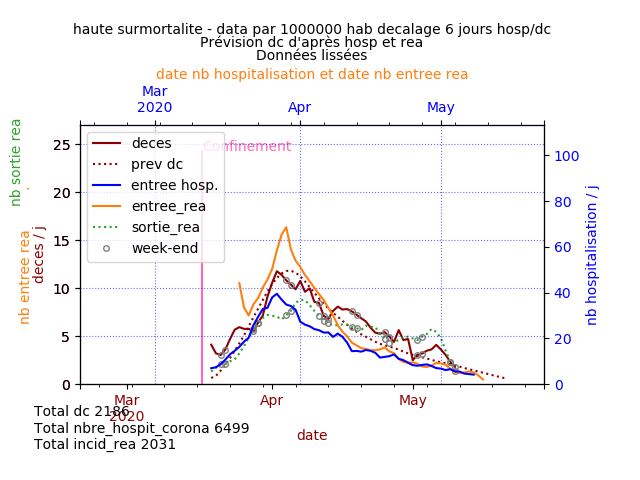 haute surmortalite - data par 1000000 hab decalage 6 jours hosp/dc
Prévision dc d'après hosp et rea
Données lissées
date nb hospitalisation et date nb entree rea
Mar
2020
Apr
May
nb sortie rea
nb entree rea
deces / j
nb hospitalisation / j
25
20
15
10
5
0
100
80
60
40
20
0
deces
prev dc
entree hosp.
entree_rea
sortie_rea
week-end
Confinement
Mar
2020
Apr
May
date
Total dc 2186
Total nbre_hospit_corona 6499
Total incid_rea 2031